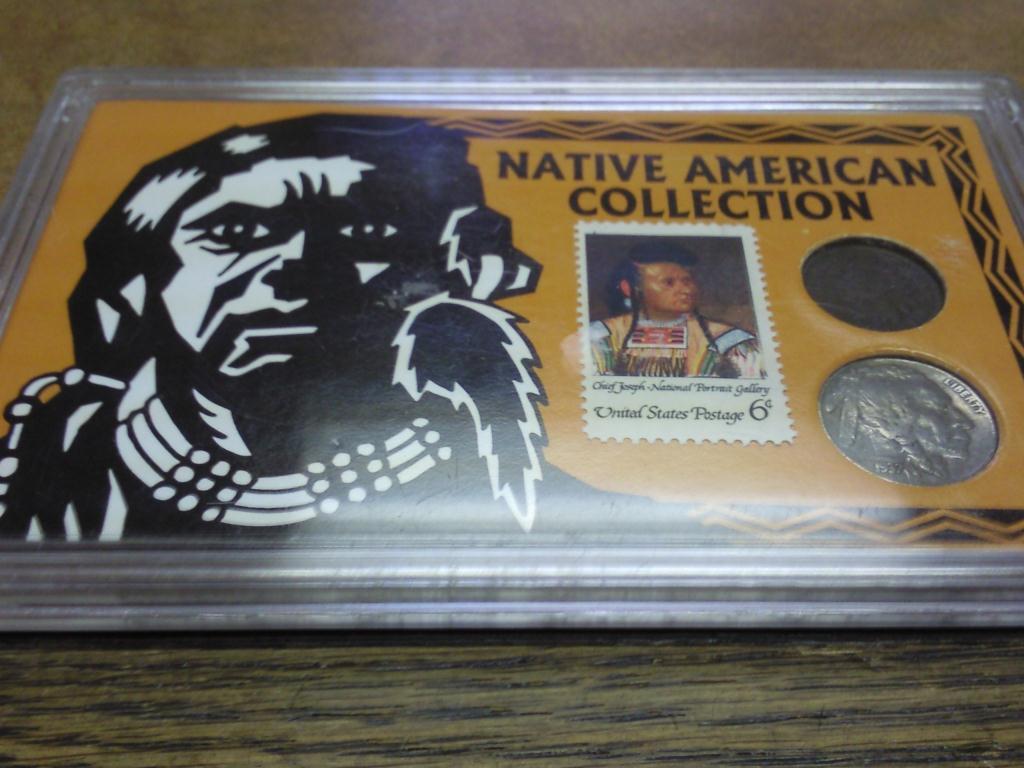 NATIVE AMERICAN
COLLECTION
Chief Joseph-National Portrait Gallery
United States Postage 6¢
LIBERTY